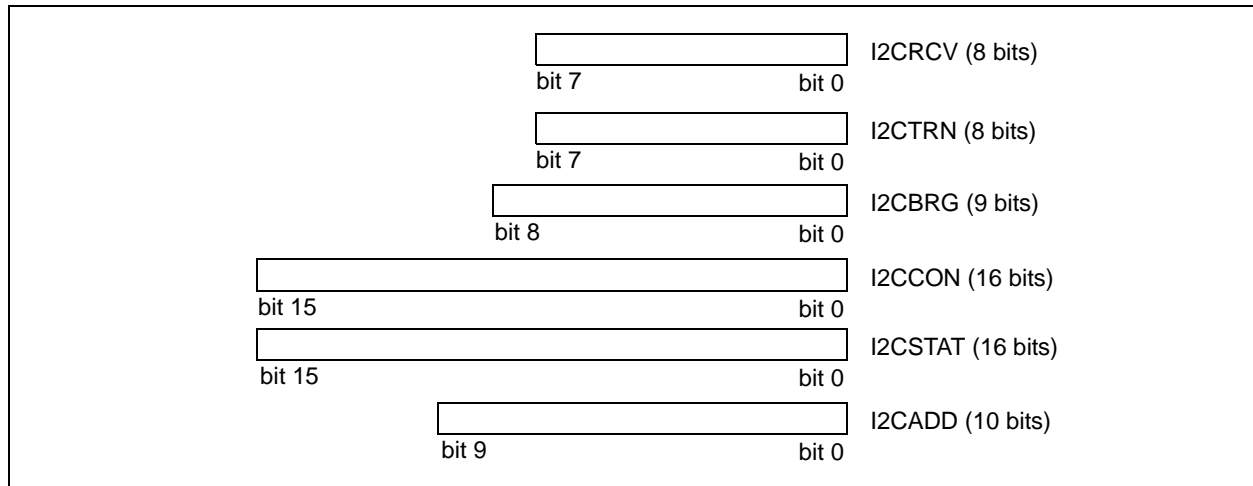 I2CRCV (8 bits)
bit 7 bit 0
I2CTRN (8 bits)
bit 7 bit 0
I2CBRG (9 bits)
bit 8 bit 0
I2CCON (16 bits)
bit 15 bit 0
I2CSTAT (16 bits)
bit 15 bit 0
I2CADD (10 bits)
bit 9 bit 0